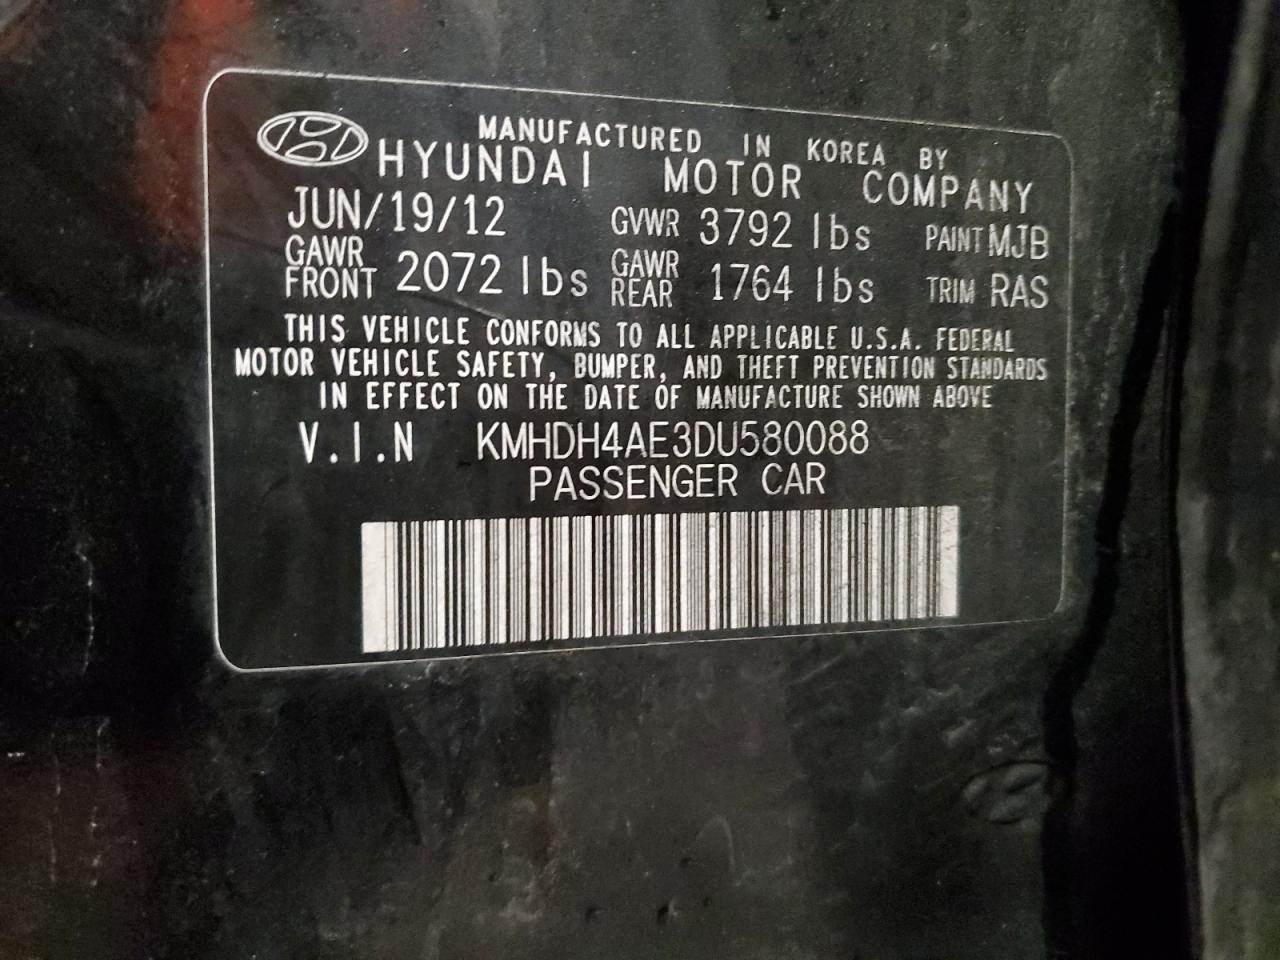 MANUFACTURED IN KOREA BY
HYUNDAI MOTOR COMPANY
JUN/19/12 GVWR 3792 lbs PAINT MJB
GAWR FRONT 2072 lbs GAWR REAR 1764 lbs TRIM RAS
THIS VEHICLE CONFORMS TO ALL APPLICABLE U.S.A. FEDERAL
MOTOR VEHICLE SAFETY, BUMPER, AND THEFT PREVENTION STANDARDS
IN EFFECT ON THE DATE OF MANUFACTURE SHOWN ABOVE
V.I.N KMHDH4AE3DU580088
PASSENGER CAR